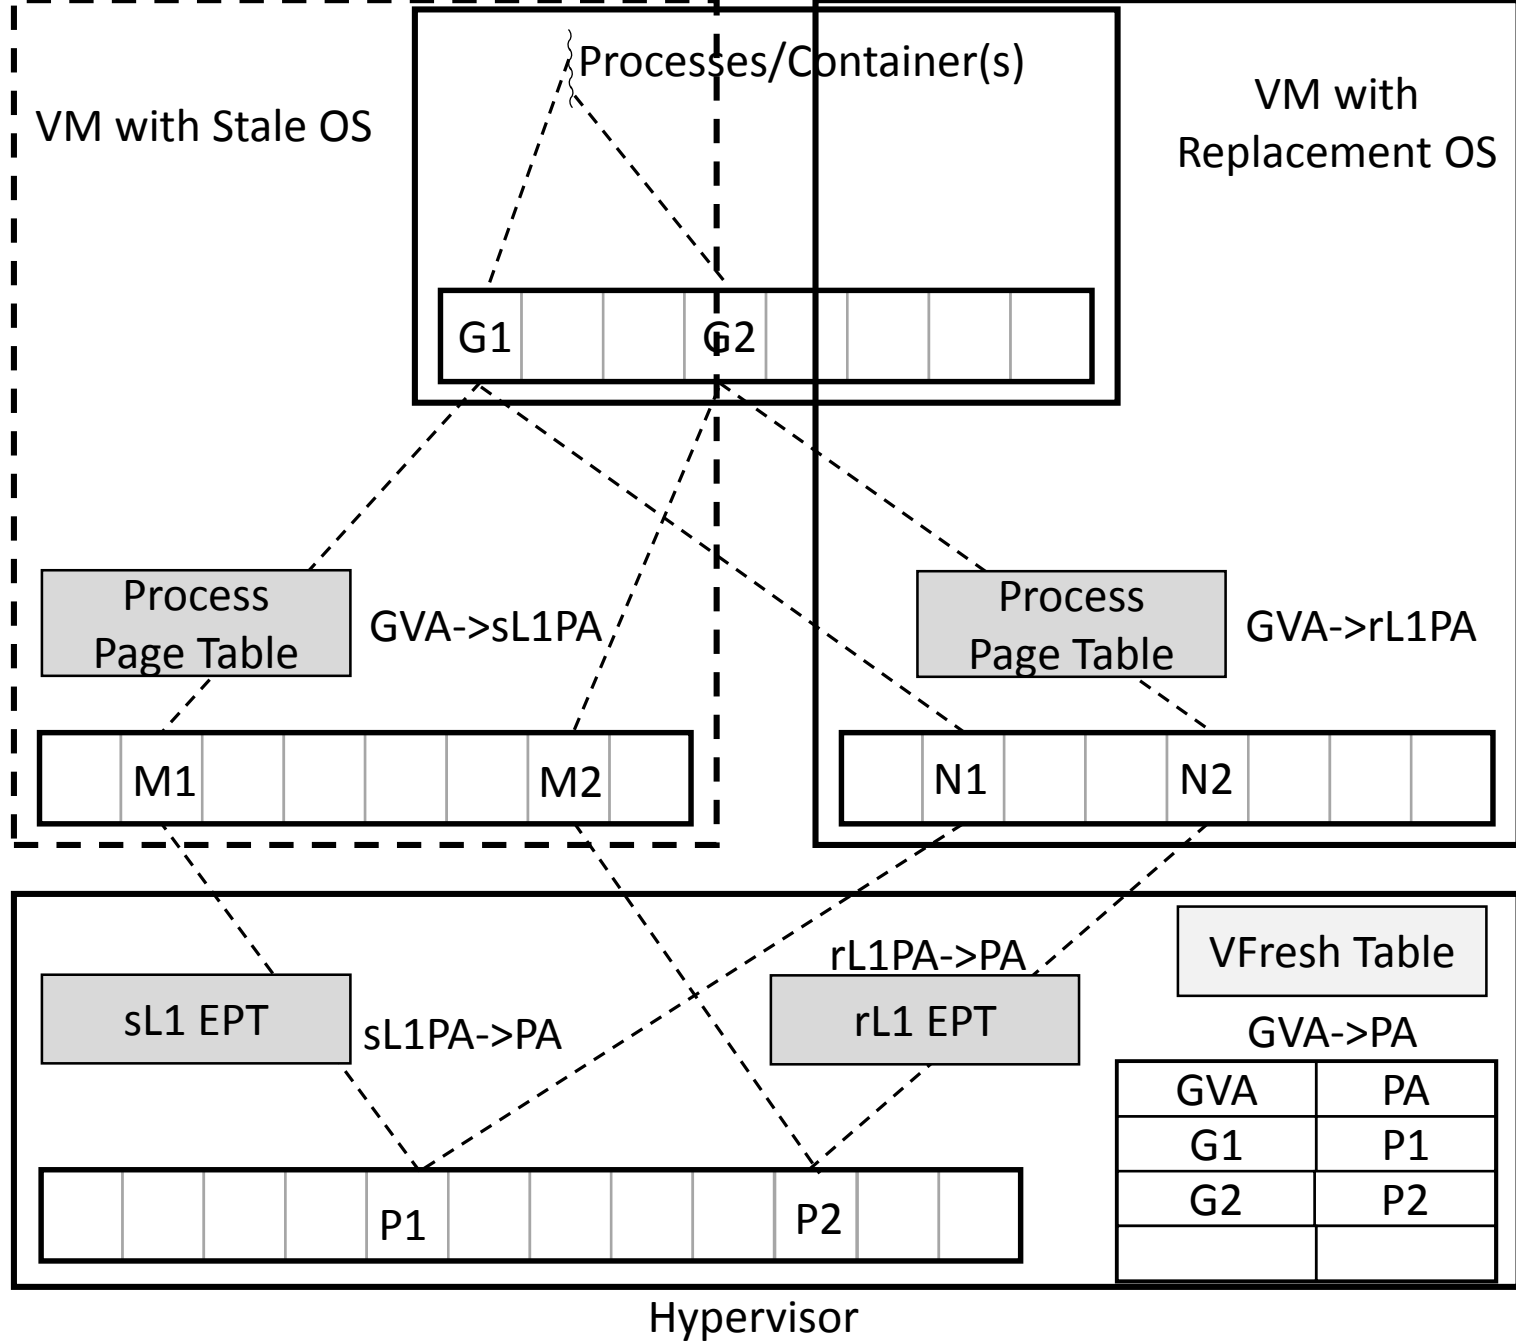 Processes/Container(s)
VM with Stale OS
VM with
Replacement OS
G1
G2
Process
Page Table
GVA->sL1PA
Process
Page Table
GVA->rL1PA
M1
M2
N1
N2
VFresh Table
rL1PA->PA
sL1 EPT
sL1PA->PA
rL1 EPT
GVA->PA
GVA PA
G1 P1
G2 P2
P1
P2
Hypervisor